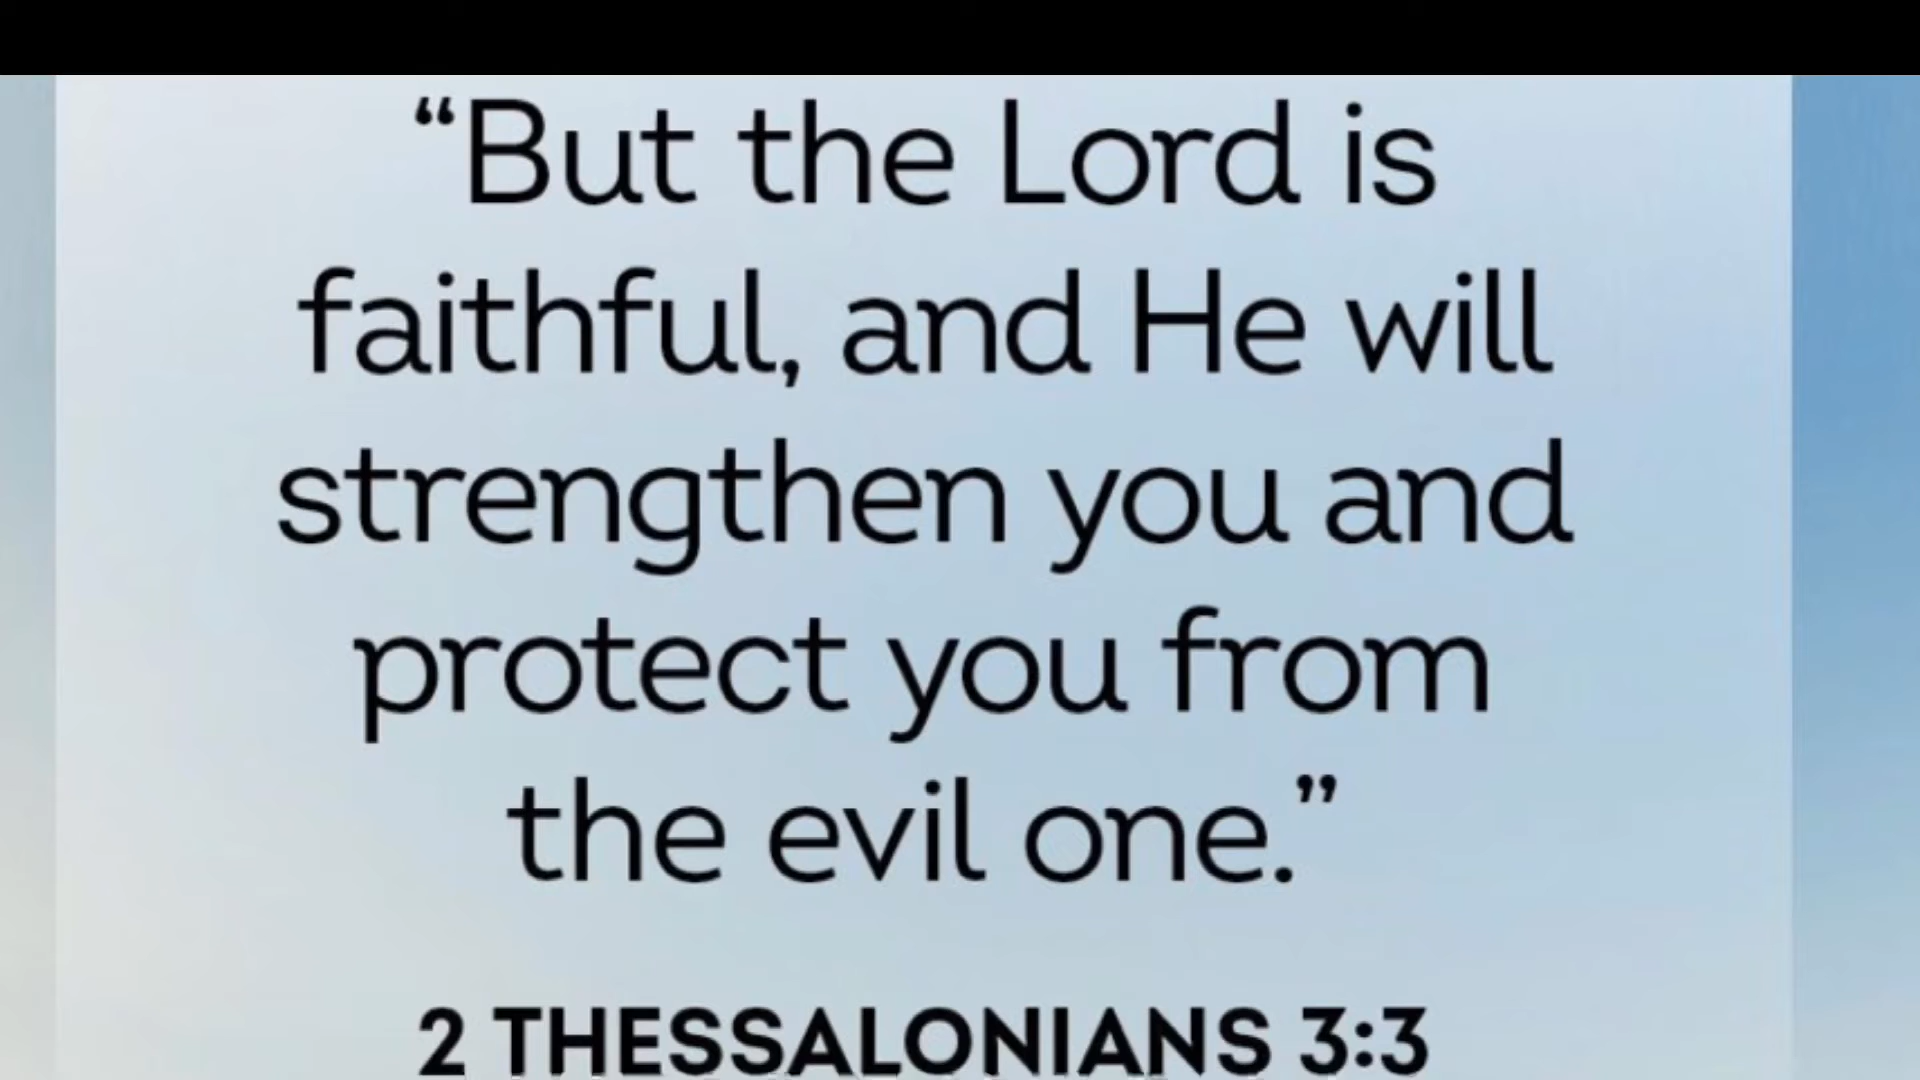 “But the Lord is
faithful, and He will
strengthen you and
protect you from
the evil one.”
2 THESSALONIANS 3:3